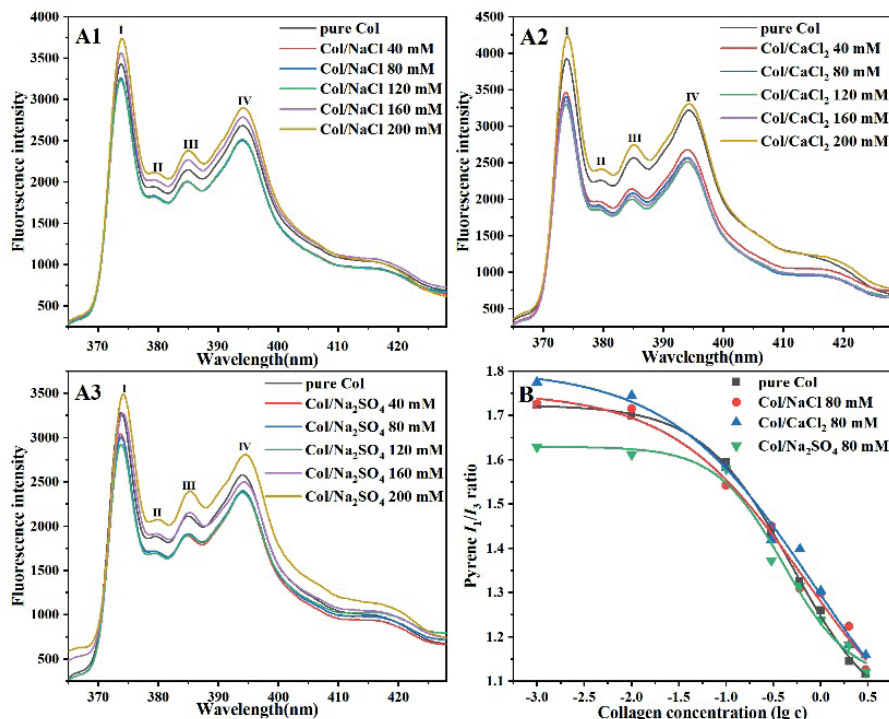 A1
I
II
III
IV
pure Col
Col/NaCl 40 mM
Col/NaCl 80 mM
Col/NaCl 120 mM
Col/NaCl 160 mM
Col/NaCl 200 mM
Fluorescence intensity
4000
3500
3000
2500
2000
1500
1000
500
370 380 390 400 410 420
Wavelength(nm)
A2
I
II
III
IV
pure Col
Col/CaCl₂ 40 mM
Col/CaCl₂ 80 mM
Col/CaCl₂ 120 mM
Col/CaCl₂ 160 mM
Col/CaCl₂ 200 mM
Fluorescence intensity
4500
4000
3500
3000
2500
2000
1500
1000
500
370 380 390 400 410 420
Wavelength(nm)
A3
I
II
III
IV
pure Col
Col/Na₂SO₄ 40 mM
Col/Na₂SO₄ 80 mM
Col/Na₂SO₄ 120 mM
Col/Na₂SO₄ 160 mM
Col/Na₂SO₄ 200 mM
Fluorescence intensity
3500
3000
2500
2000
1500
1000
500
370 380 390 400 410 420
Wavelength(nm)
B
pure Col
Col/NaCl 80 mM
Col/CaCl₂ 80 mM
Col/Na₂SO₄ 80 mM
Pyrene I₁/I₃ ratio
1.8
1.7
1.6
1.5
1.4
1.3
1.2
1.1
-3.0 -2.0 -1.0 -0.5 0.0 0.5
Collagen concentration (lg c)